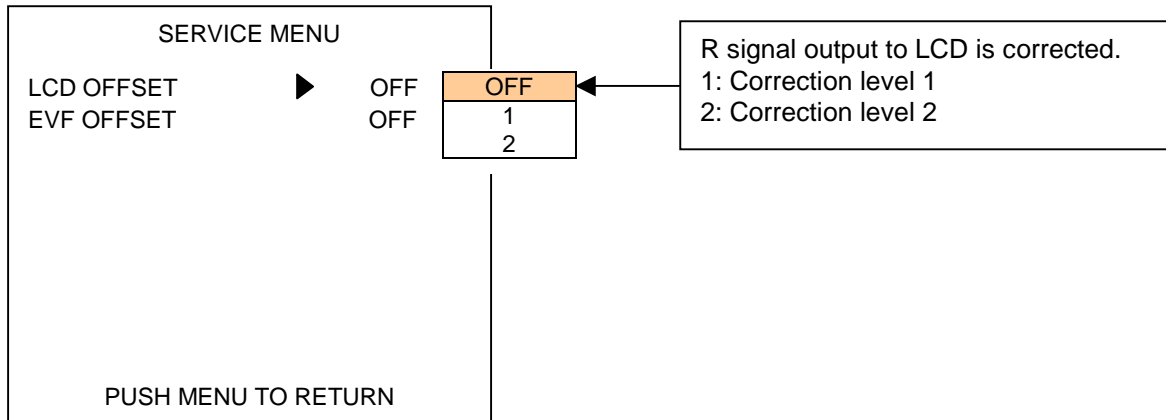 SERVICE MENU
LCD OFFSET ▶ OFF
EVF OFFSET OFF
OFF
1
2
PUSH MENU TO RETURN
R signal output to LCD is corrected.
1: Correction level 1
2: Correction level 2